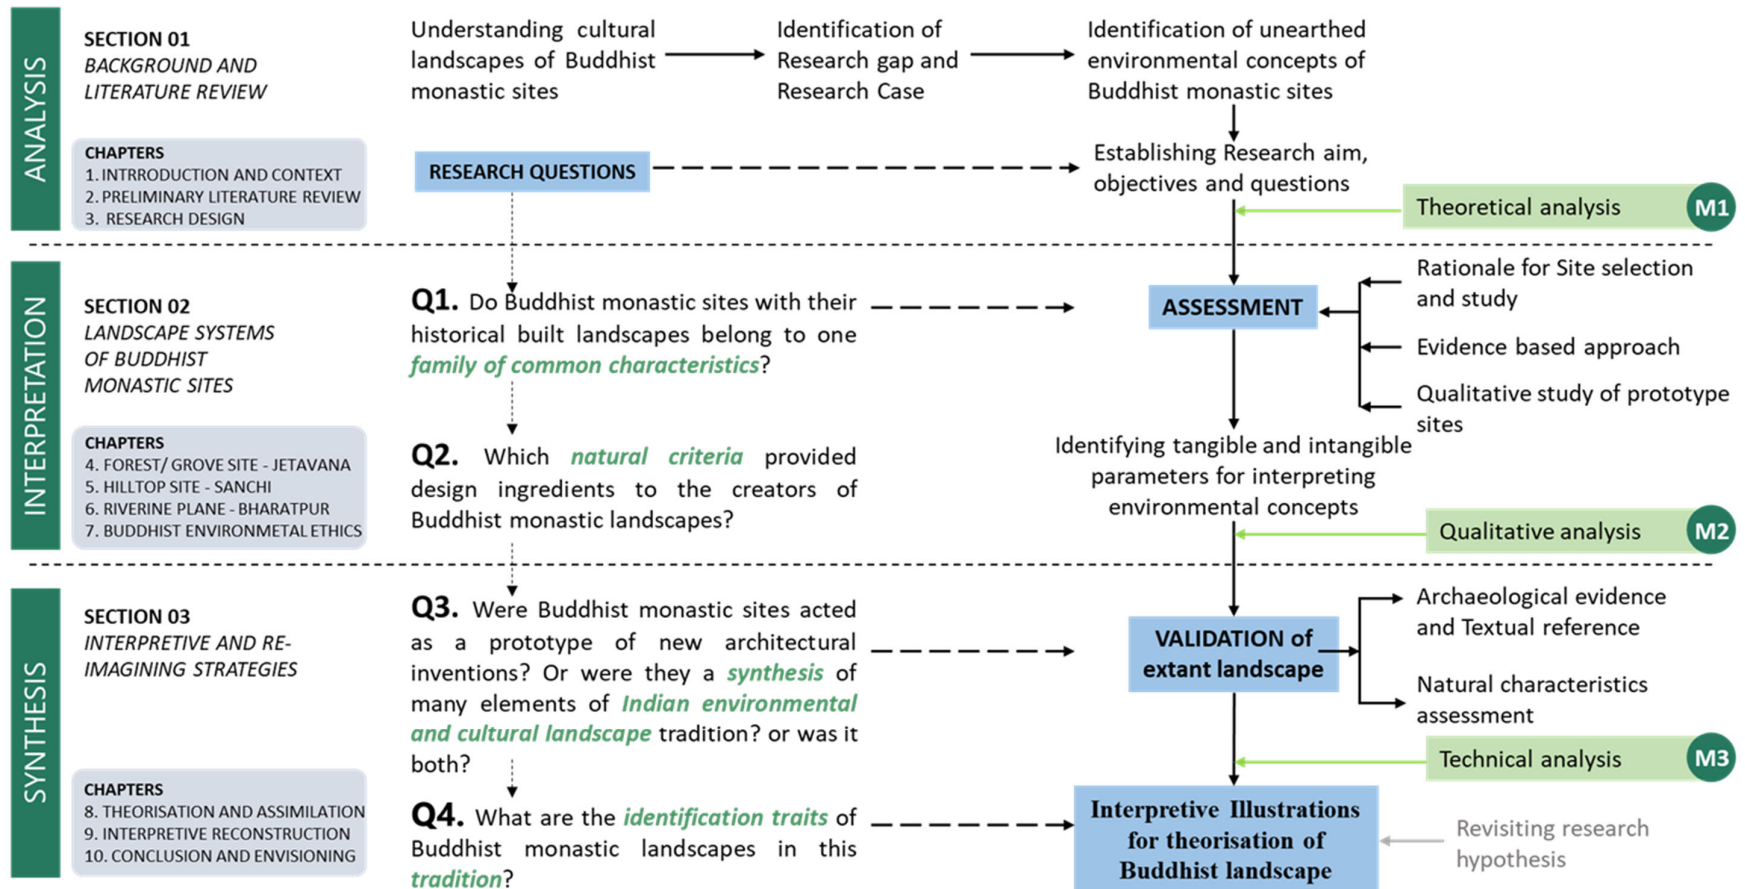 ANALYSIS
SECTION 01
BACKGROUND AND
LITERATURE REVIEW
CHAPTERS
1. INTRRODUCTION AND CONTEXT
2. PRELIMINARY LITERATURE REVIEW
3. RESEARCH DESIGN
Understanding cultural
landscapes of Buddhist
monastic sites
Identification of
Research gap and
Research Case
Identification of unearthed
environmental concepts of
Buddhist monastic sites
RESEARCH QUESTIONS
Establishing Research aim,
objectives and questions
Theoretical analysis
M1
INTERPRETATION
SECTION 02
LANDSCAPE SYSTEMS
OF BUDDHIST
MONASTIC SITES
CHAPTERS
4. FOREST/ GROVE SITE - JETAVANA
5. HILLTOP SITE - SANCHI
6. RIVERINE PLANE - BHARATPUR
7. BUDDHIST ENVIRONMETAL ETHICS
Q1. Do Buddhist monastic sites with their
historical built landscapes belong to one
family of common characteristics?
ASSESSMENT
Rationale for Site selection
and study
Evidence based approach
Qualitative study of prototype
sites
Q2. Which natural criteria provided
design ingredients to the creators of
Buddhist monastic landscapes?
Identifying tangible and intangible
parameters for interpreting
environmental concepts
Qualitative analysis
M2
SYNTHESIS
SECTION 03
INTERPRETIVE AND RE-
IMAGINING STRATEGIES
CHAPTERS
8. THEORISATION AND ASSIMILATION
9. INTERPRETIVE RECONSTRUCTION
10. CONCLUSION AND ENVISIONING
Q3. Were Buddhist monastic sites acted
as a prototype of new architectural
inventions? Or were they a synthesis of
many elements of Indian environmental
and cultural landscape tradition? or was it
both?
VALIDATION of
extant landscape
Archaeological evidence
and Textual reference
Natural characteristics
assessment
Technical analysis
M3
Q4. What are the identification traits of
Buddhist monastic landscapes in this
tradition?
Interpretive Illustrations
for theorisation of
Buddhist landscape
Revisiting research
hypothesis